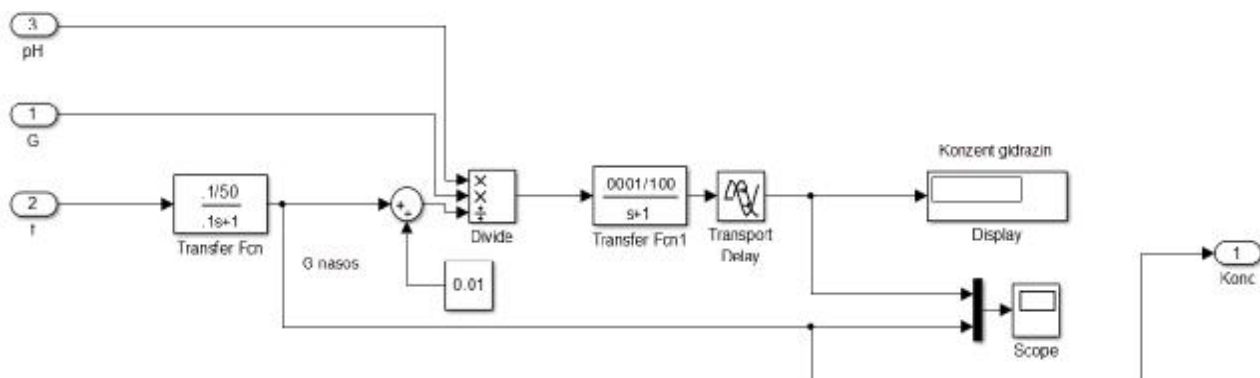 3
pH
1
G
Konzent gidrazin
2
f
.1/50
.1s+1
Transfer Fcn
G nasos
+
-
0.01
×
×
÷
Divide
0001/100
s+1
Transfer Fcn1
Transport
Delay
Display
1
Konc
Scope